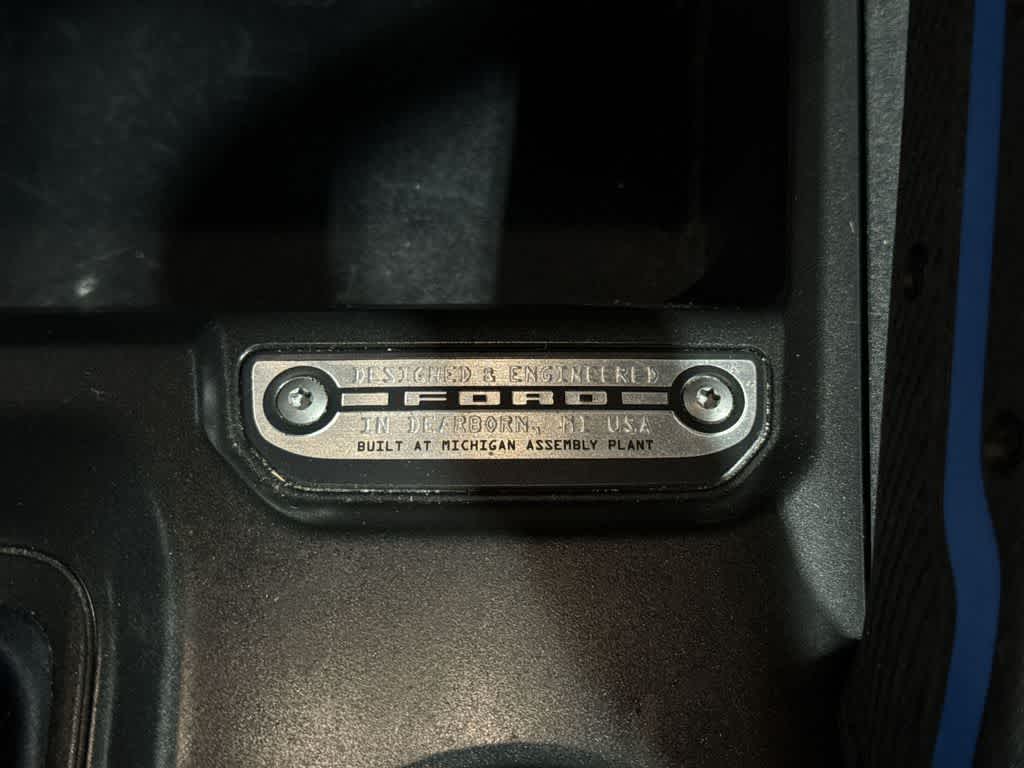 DESIGNED & ENGINEERED
FORD
IN DEARBORN, MI USA
BUILT AT MICHIGAN ASSEMBLY PLANT